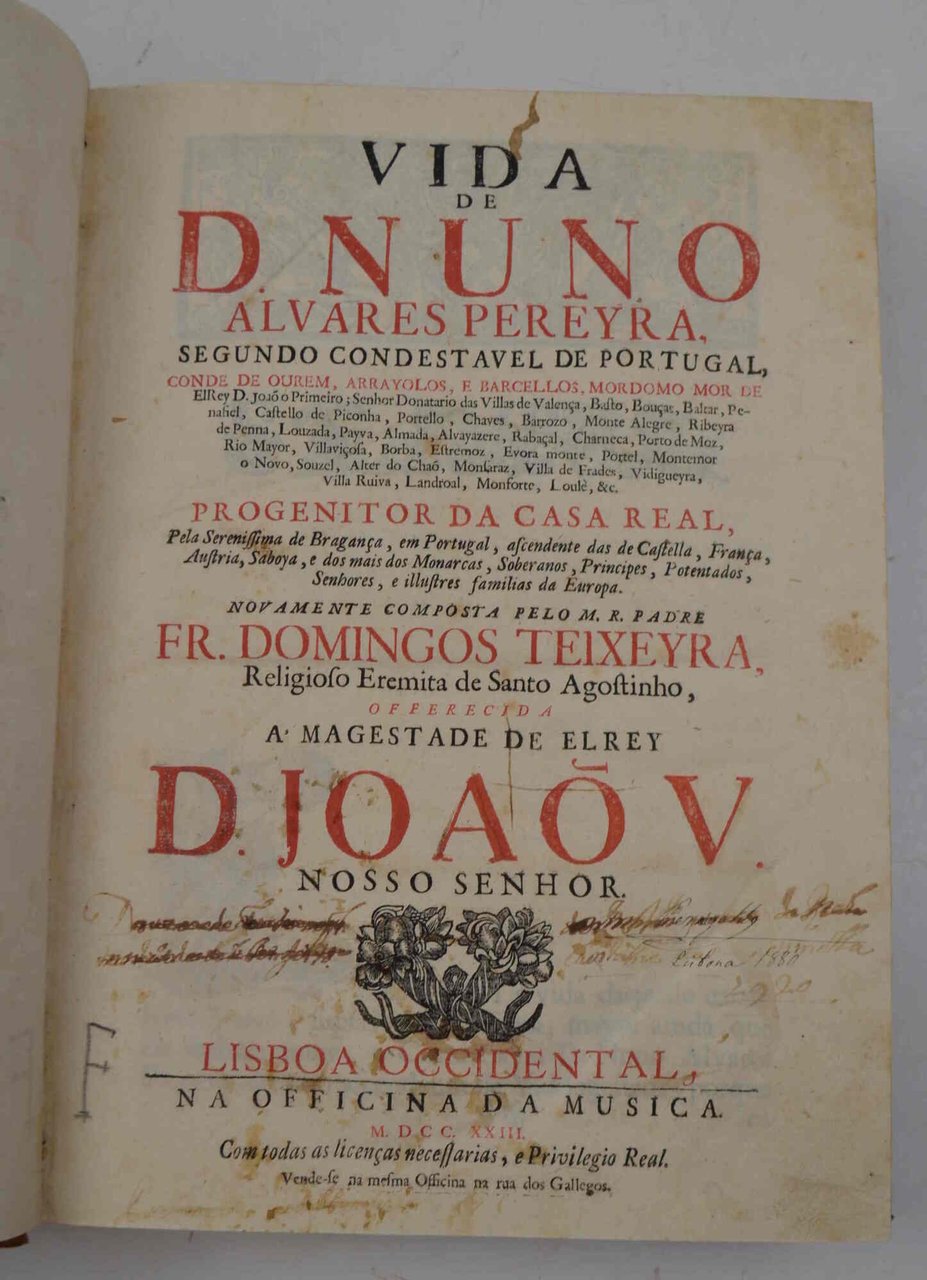 VIDA
DE
D. NUNO
ALVARES PEREYRA,
SEGUNDO CONDESTAVEL DE PORTUGAL,
CONDE DE OUREM, ARRAYOLOS, E BARCELLOS, MORDOMO MOR DE
ElRey D. Joaõ o Primeiro; Senhor Donatario das Villas de Valença, Baſto, Bouças, Baltar, Pe-
nafiel, Caſtello de Piconha, Portello, Chaves, Barrozo, Monte Alegre, Ribeyra
de Penna, Louzada, Payva, Almada, Alvayazere, Rabaçal, Charneca, Porto de Moz,
Rio Mayor, Villaviçoſa, Borba, Eſtremoz, Evora monte, Portel, Montemor
o Novo, Souzel, Alter do Chaõ, Monſaraz, Villa de Frades, Vidigueyra,
Villa Ruiva, Landroal, Monforte, Loulè, &c.
PROGENITOR DA CASA REAL,
Pela Sereniſſima de Bragança, em Portugal, aſcendente das de Caſtella, França,
Auſtria, Saboya, e dos mais dos Monarcas, Soberanos, Principes, Potentados,
Senhores, e illuſtres familias da Europa.
NOVAMENTE COMPOSTA PELO M. R. PADRE
FR. DOMINGOS TEIXEYRA,
Religioſo Eremita de Santo Agoſtinho,
OFFERECIDA
A' MAGESTADE DE ELREY
D. JOAÕ V.
NOSSO SENHOR.
Lisboa 1880
LISBOA OCCIDENTAL,
NA OFFICINA DA MUSICA.
M. DCC. XXIII.
Com todas as licenças neceſſarias, e Privilegio Real.
Vende-ſe na meſma Officina na rua dos Gallegos.